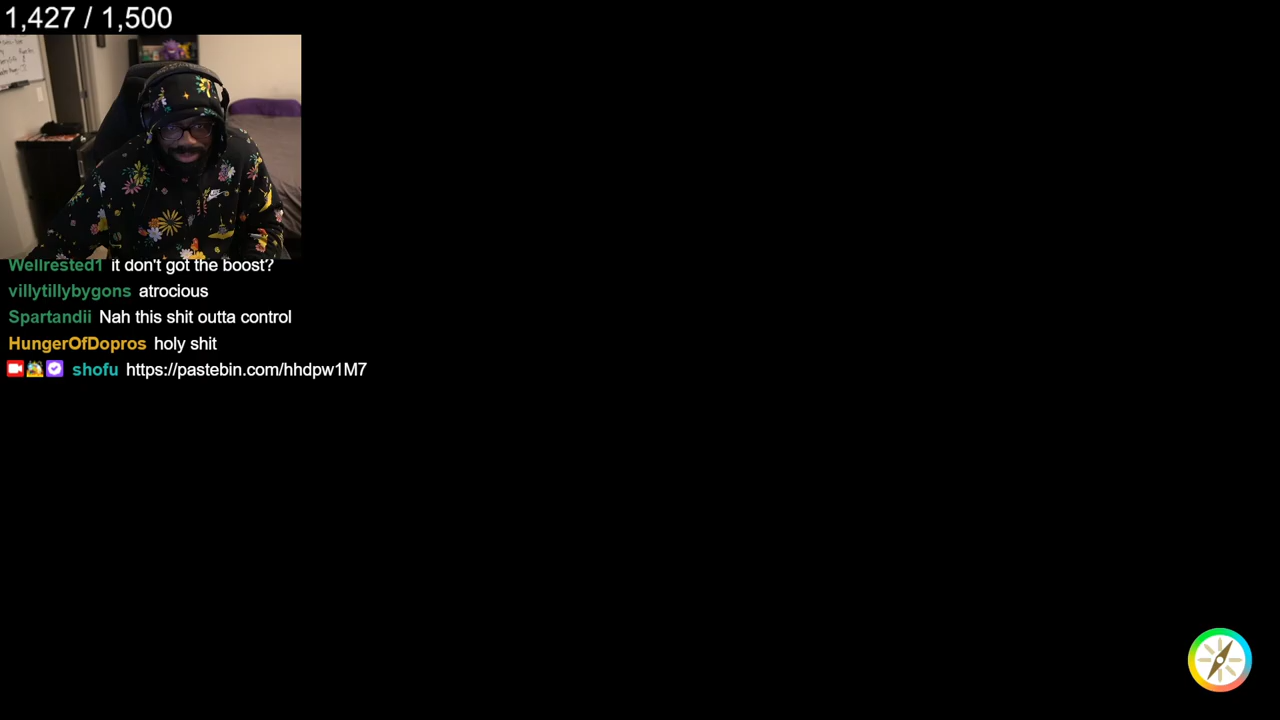 1,427 / 1,500
Wellrested1 it don't got the boost?
villytillybygons atrocious
Spartandii Nah this shit outta control
HungerOfDopros holy shit
shofu https://pastebin.com/hhdpw1M7